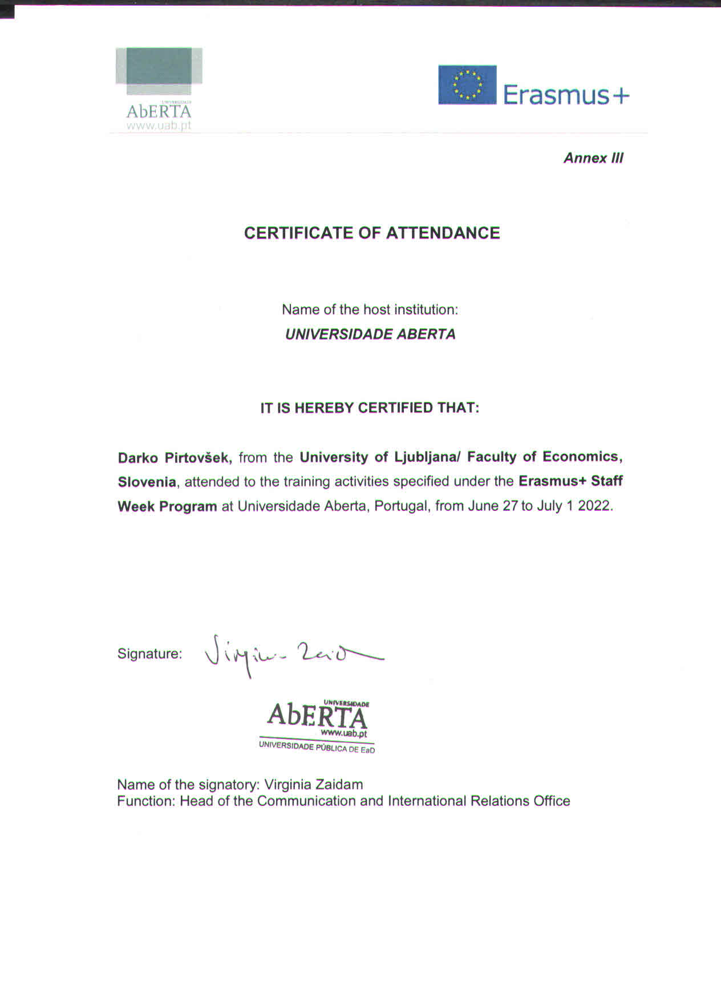 UNIVERSIDADE
AbERTA
www.uab.pt
Erasmus+
Annex III
CERTIFICATE OF ATTENDANCE
Name of the host institution:
UNIVERSIDADE ABERTA
IT IS HEREBY CERTIFIED THAT:
Darko Pirtovšek, from the University of Ljubljana/ Faculty of Economics,
Slovenia, attended to the training activities specified under the Erasmus+ Staff
Week Program at Universidade Aberta, Portugal, from June 27 to July 1 2022.
Signature: Virginia Zaidam
UNIVERSIDADE
AbERTA
www.uab.pt
UNIVERSIDADE PÚBLICA DE EaD
Name of the signatory: Virginia Zaidam
Function: Head of the Communication and International Relations Office